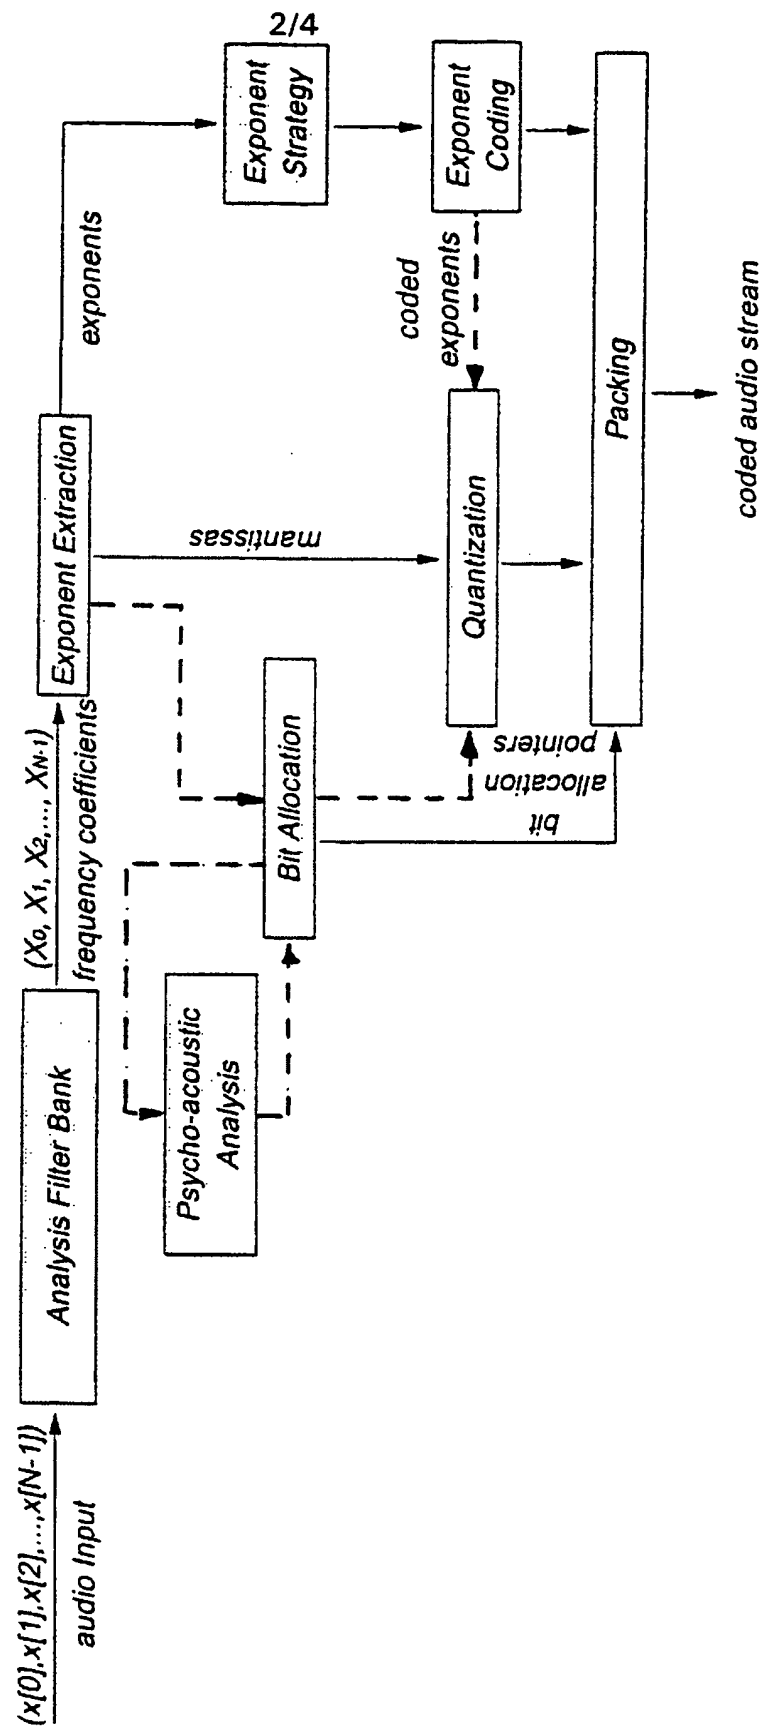 2/4
(x[0],x[1],x[2],...,x[N-1])
audio Input
Analysis Filter Bank
(X0, X1, X2,..., XN-1)
frequency coefficients
Exponent Extraction
exponents
Exponent
Strategy
Exponent
Coding
coded
exponents
mantissas
Psycho-acoustic
Analysis
Bit Allocation
bit
allocation
pointers
Quantization
Packing
coded audio stream